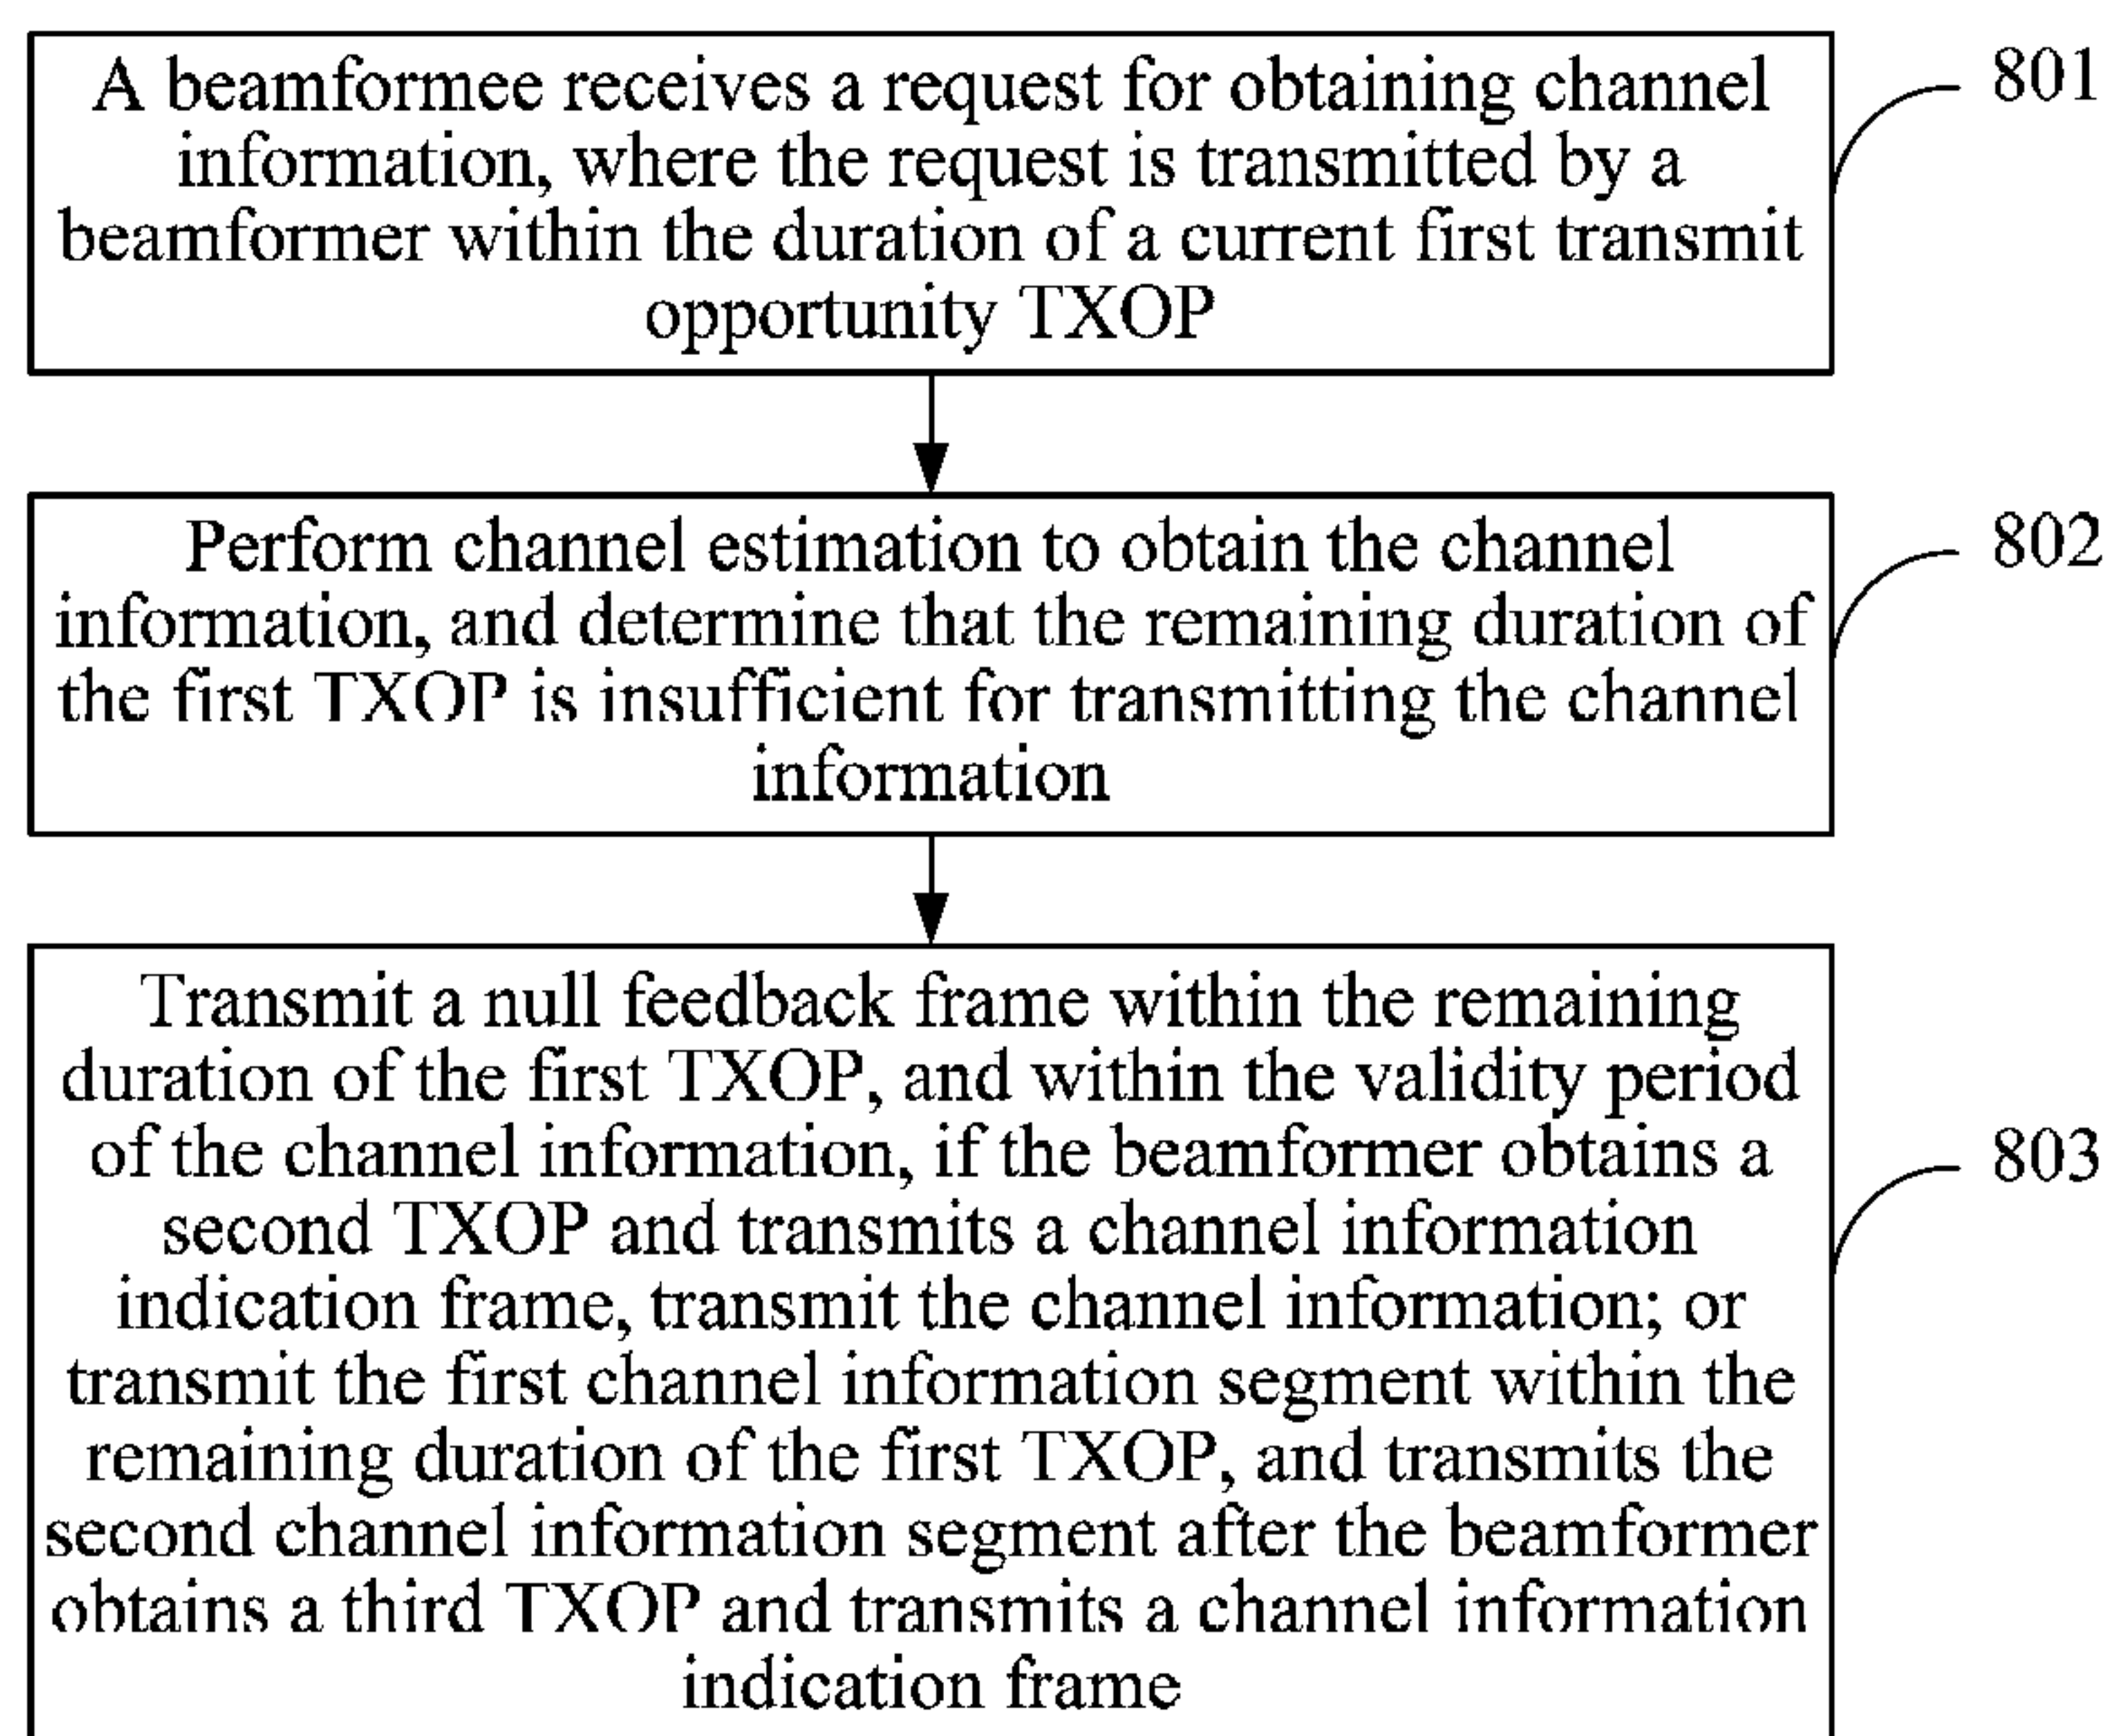 A beamformee receives a request for obtaining channel
information, where the request is transmitted by a
beamformer within the duration of a current first transmit
opportunity TXOP
801
Perform channel estimation to obtain the channel
information, and determine that the remaining duration of
the first TXOP is insufficient for transmitting the channel
information
802
Transmit a null feedback frame within the remaining
duration of the first TXOP, and within the validity period
of the channel information, if the beamformer obtains a
second TXOP and transmits a channel information
indication frame, transmit the channel information; or
transmit the first channel information segment within the
remaining duration of the first TXOP, and transmits the
second channel information segment after the beamformer
obtains a third TXOP and transmits a channel information
indication frame
803